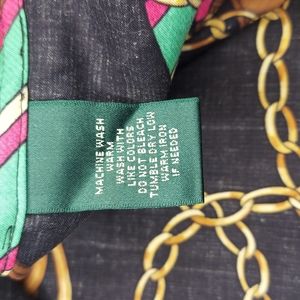 MACHINE WASH
WARM
WASH WITH
LIKE COLORS
DO NOT BLEACH
TUMBLE DRY LOW
WARM IRON
IF NEEDED